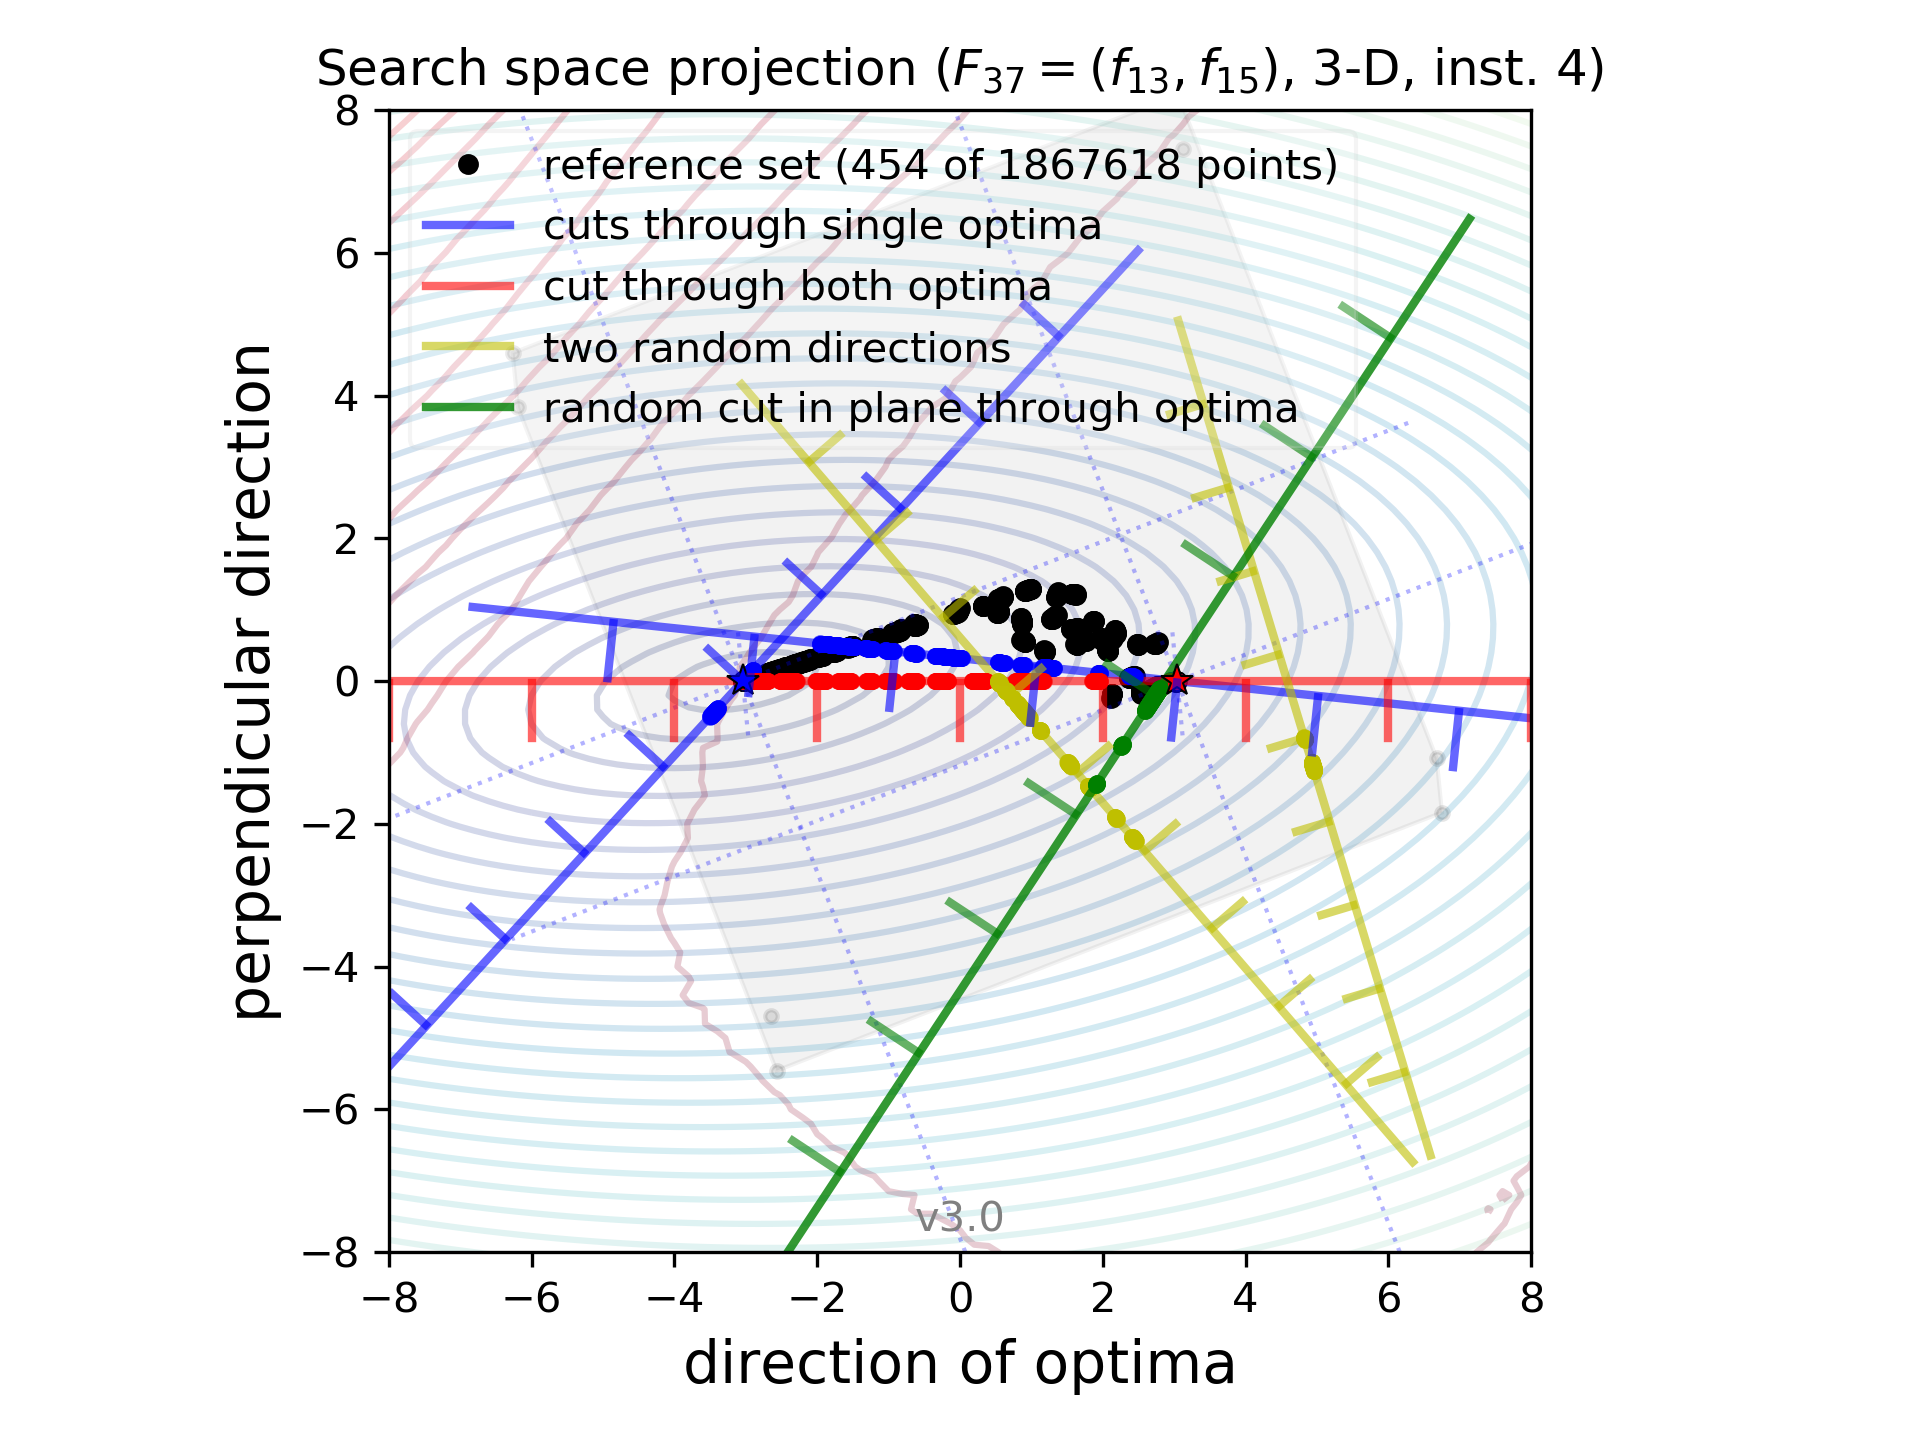 Search space projection (F₃₇ = (f₁₃, f₁₅), 3-D, inst. 4)
reference set (454 of 1867618 points)
cuts through single optima
cut through both optima
two random directions
random cut in plane through optima
perpendicular direction
8
6
4
2
0
−2
−4
−6
−8
v3.0
−8 −6 −4 −2 0 2 4 6 8
direction of optima